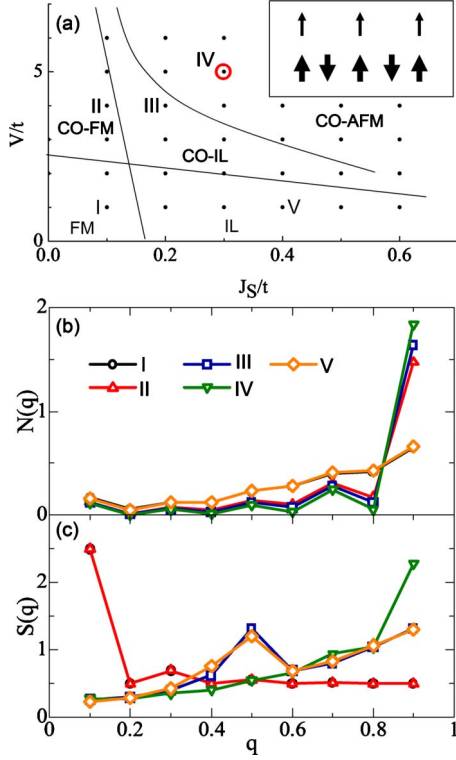 (a)
IV
5
V/t
II
III
CO-FM
CO-AFM
CO-IL
I
V
FM
IL
0
0.0
0.2
0.4
0.6
J_S/t
2
(b)
I
III
V
II
IV
N(q)
1
0
(c)
2
S(q)
1
0
0
0.2
0.4
0.6
0.8
1
q